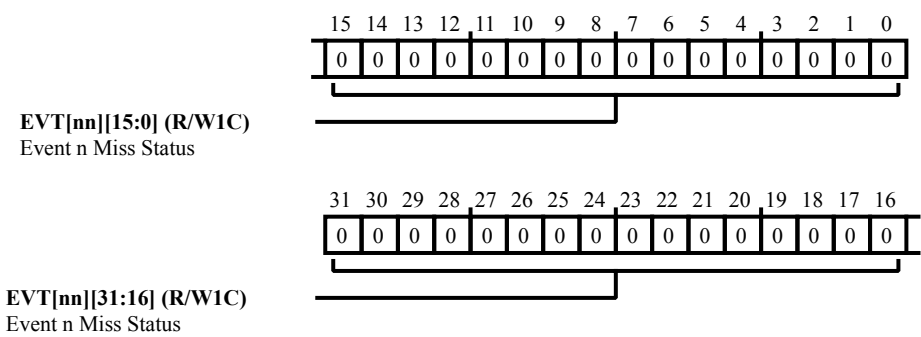 15 14 13 12 11 10 9 8 7 6 5 4 3 2 1 0
0 0 0 0 0 0 0 0 0 0 0 0 0 0 0 0
EVT[nn][15:0] (R/W1C)
Event n Miss Status
31 30 29 28 27 26 25 24 23 22 21 20 19 18 17 16
0 0 0 0 0 0 0 0 0 0 0 0 0 0 0 0
EVT[nn][31:16] (R/W1C)
Event n Miss Status